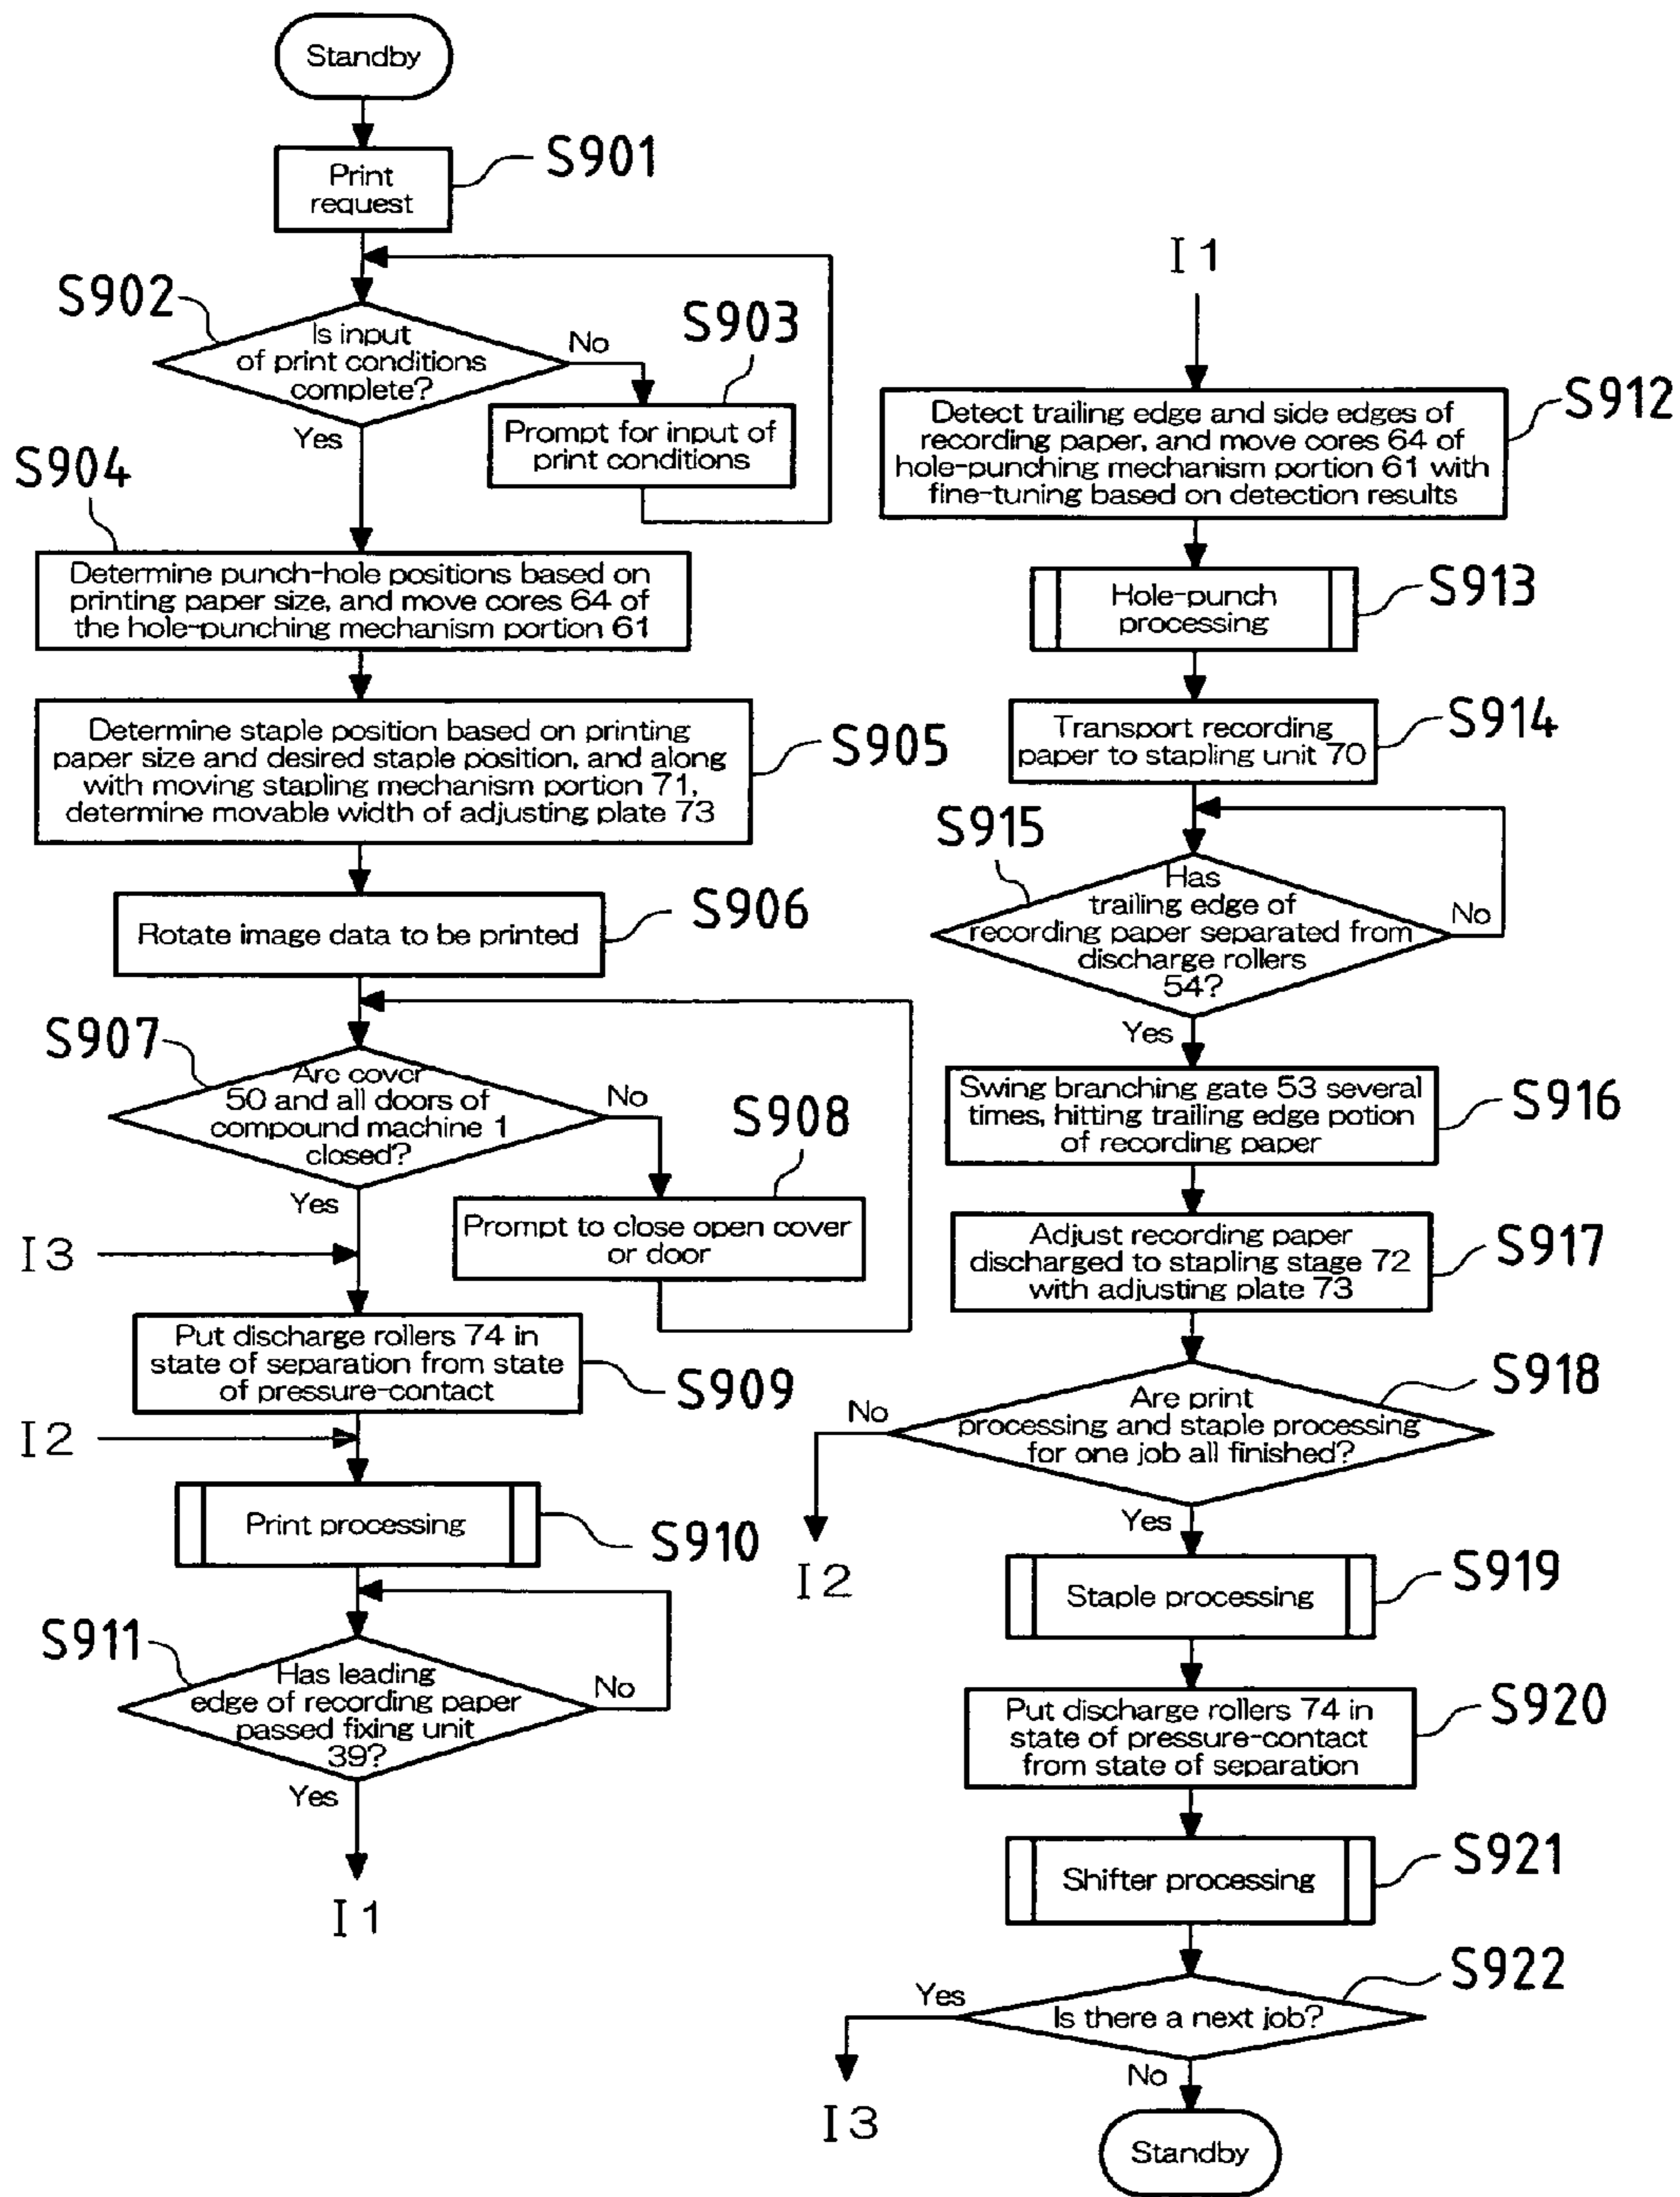 Standby
S901
Print
request
S902
Is input
of print conditions
complete?
No
Yes
S903
Prompt for input of
print conditions
S904
Determine punch-hole positions based on
printing paper size, and move cores 64 of
the hole-punching mechanism portion 61
S905
Determine staple position based on printing
paper size and desired staple position, and along
with moving stapling mechanism portion 71,
determine movable width of adjusting plate 73
S906
Rotate image data to be printed
S907
Are cover
50 and all doors of
compound machine 1
closed?
No
Yes
S908
Prompt to close open cover
or door
I3
Put discharge rollers 74 in
state of separation from state
of pressure-contact
S909
I2
Print processing
S910
S911
Has leading
edge of recording paper
passed fixing unit
39?
No
Yes
I1
I1
S912
Detect trailing edge and side edges of
recording paper, and move cores 64 of
hole-punching mechanism portion 61 with
fine-tuning based on detection results
S913
Hole-punch
processing
S914
Transport recording
paper to stapling unit 70
S915
Has
trailing edge of
recording paper separated from
discharge rollers
54?
No
Yes
S916
Swing branching gate 53 several
times, hitting trailing edge potion
of recording paper
S917
Adjust recording paper
discharged to stapling stage 72
with adjusting plate 73
S918
Are print
processing and staple processing
for one job all finished?
No
Yes
I2
S919
Staple processing
S920
Put discharge rollers 74 in
state of pressure-contact
from state of separation
S921
Shifter processing
S922
Is there a next job?
Yes
No
I3
Standby